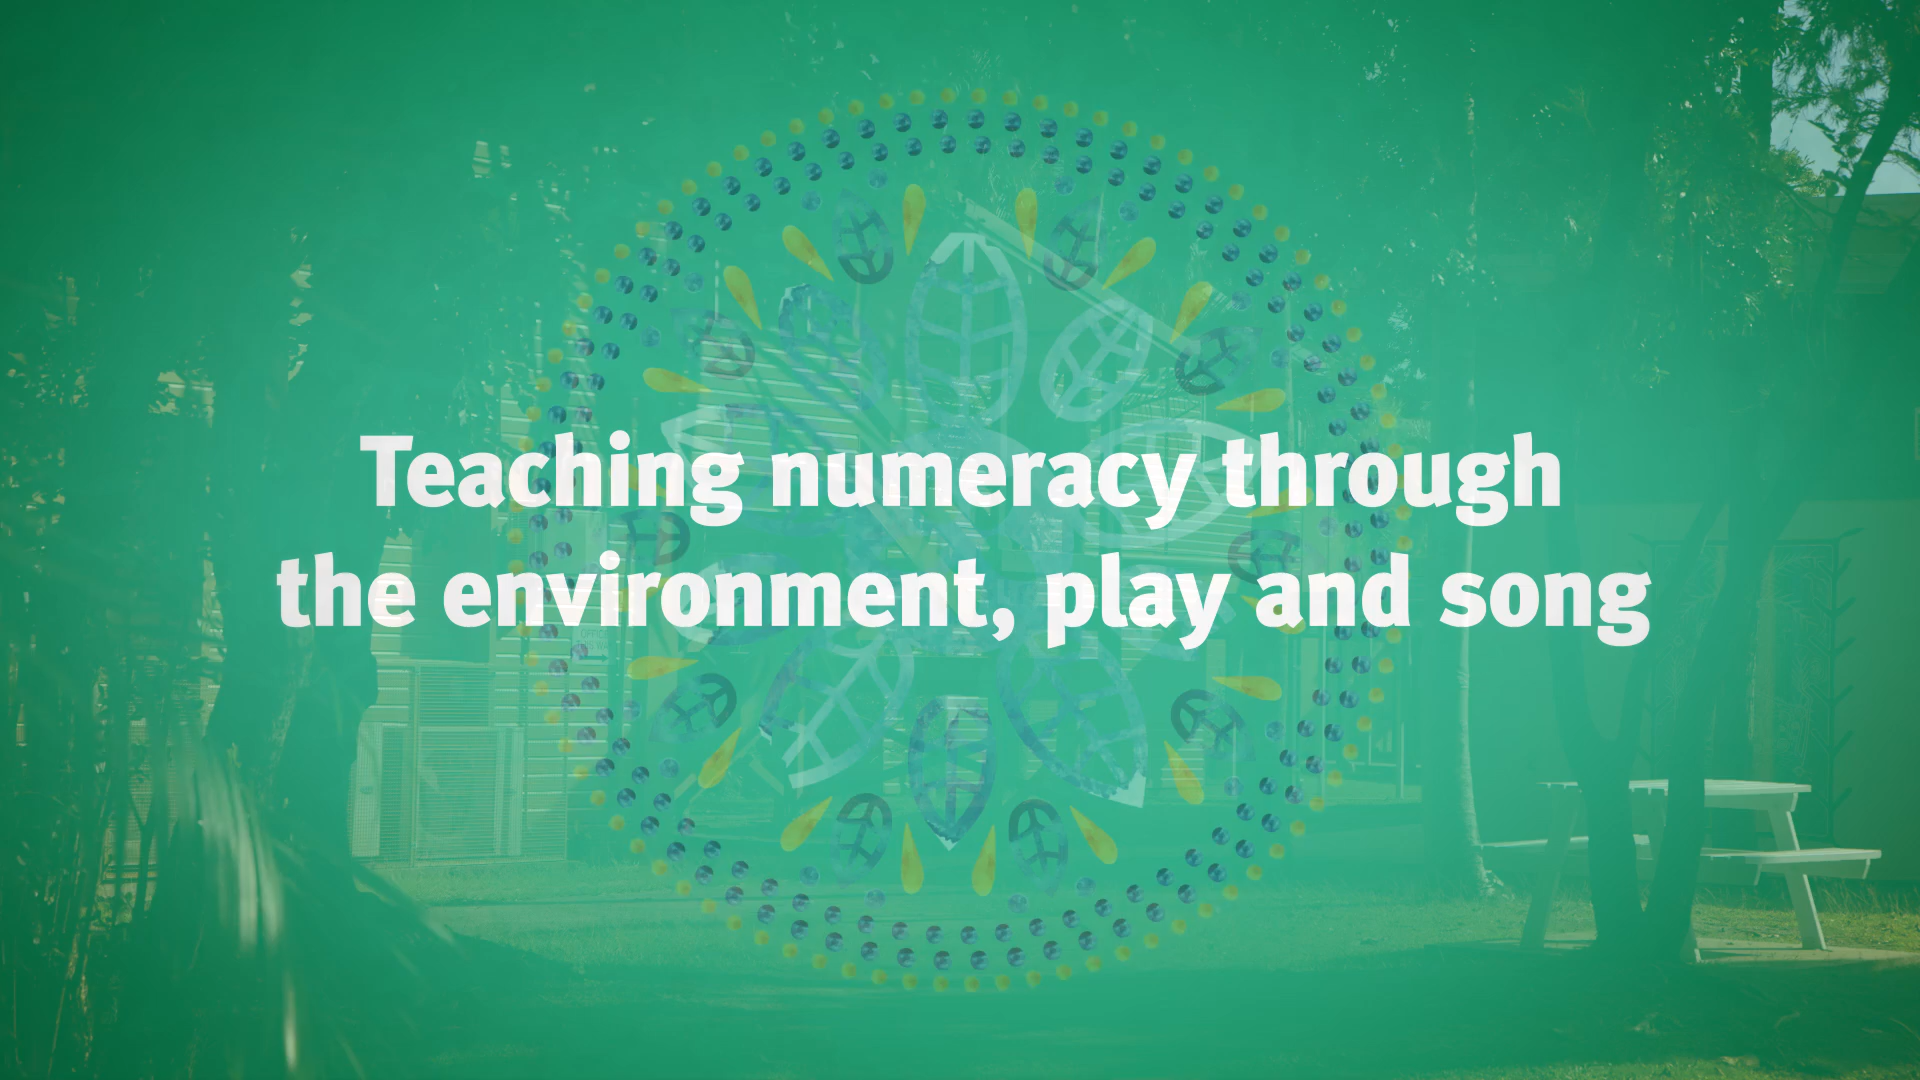 Teaching numeracy through
the environment, play and song